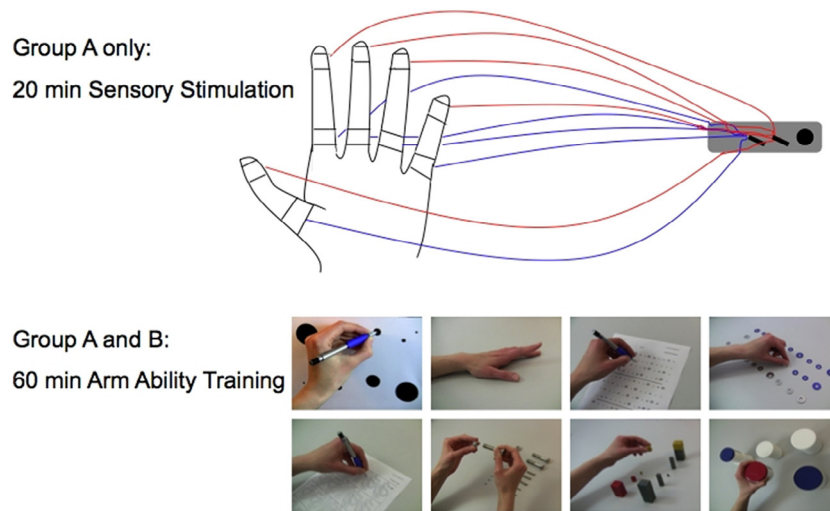 Group A only:
20 min Sensory Stimulation
Group A and B:
60 min Arm Ability Training